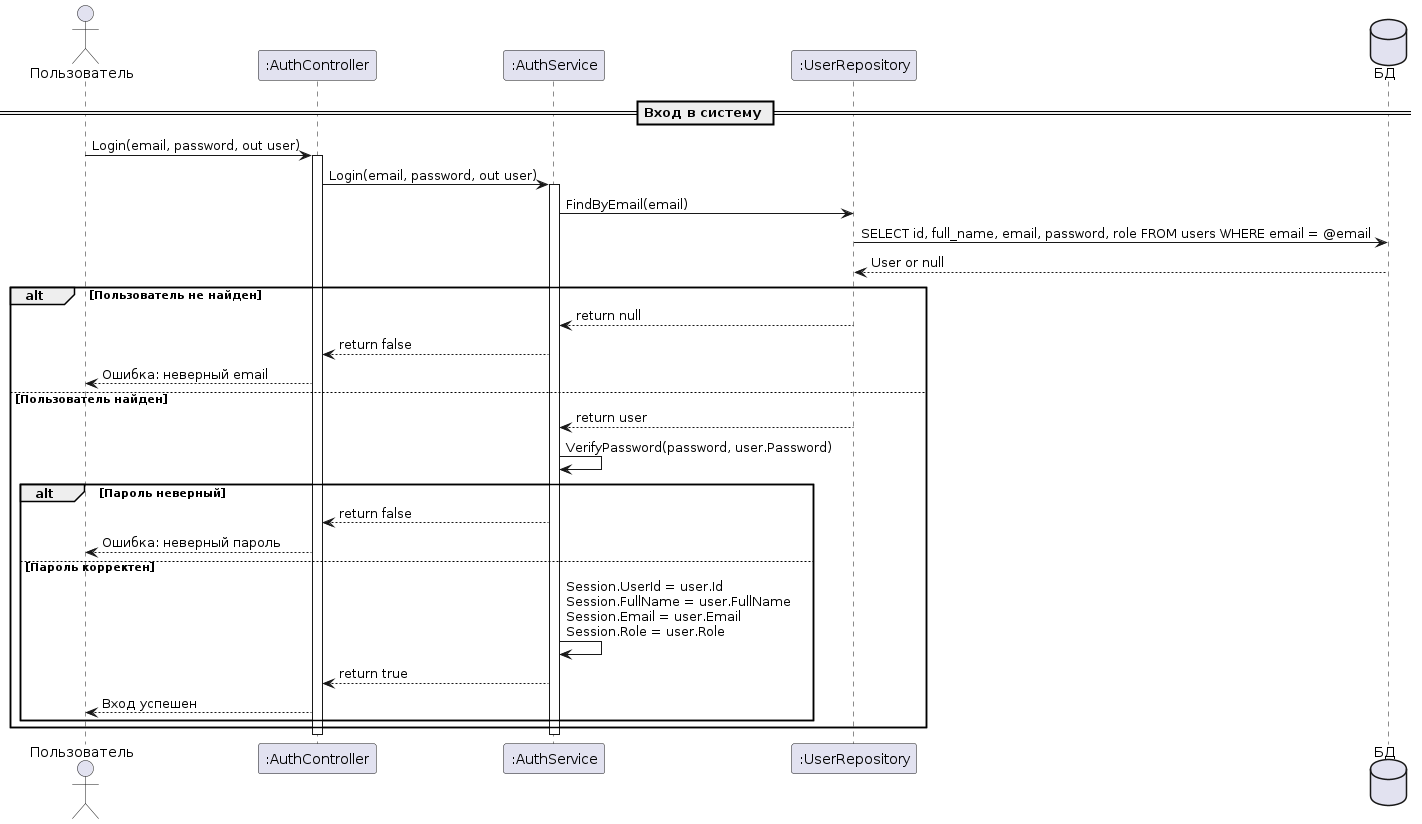 Пользователь
:AuthController
:AuthService
:UserRepository
БД
Вход в систему
Login(email, password, out user)
Login(email, password, out user)
FindByEmail(email)
SELECT id, full_name, email, password, role FROM users WHERE email = @email
User or null
alt [Пользователь не найден]
return null
return false
Ошибка: неверный email
[Пользователь найден]
return user
VerifyPassword(password, user.Password)
alt [Пароль неверный]
return false
Ошибка: неверный пароль
[Пароль корректен]
Session.UserId = user.Id
Session.FullName = user.FullName
Session.Email = user.Email
Session.Role = user.Role
return true
Вход успешен
Пользователь
:AuthController
:AuthService
:UserRepository
БД